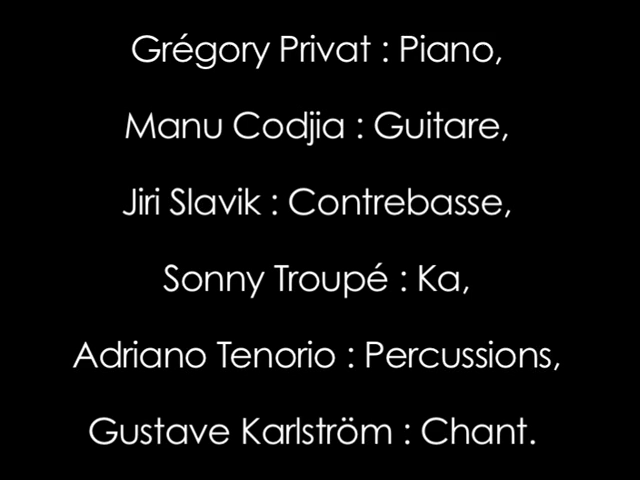 Grégory Privat : Piano,
Manu Codjia : Guitare,
Jiri Slavik : Contrebasse,
Sonny Troupé : Ka,
Adriano Tenorio : Percussions,
Gustave Karlström : Chant.